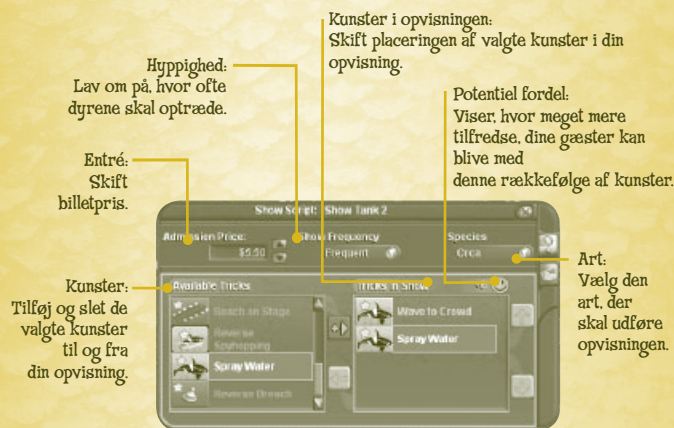 Kunster i opvisningen:
Skift placeringen af valgte kunster i din
opvisning.
Hyppighed:
Lav om på, hvor ofte
dyrene skal optræde.
Potentiel fordel:
Viser, hvor meget mere
tilfredse, dine gæster kan
blive med
denne rækkefølge af kunster.
Entré:
Skift
billetpris.
Art:
Vælg den
art, der
skal udføre
opvisningen.
Kunster:
Tilføj og slet de
valgte kunster
til og fra
din opvisning.
Show Script: Show Tank 2
Admission Price: Show Frequency Species
$5.50 Frequent Orca
Available Tricks Tricks in Show
Beach on Stage
Reverse
Spyhopping
Spray Water
Reverse Breach
Wave to Crowd
Spray Water